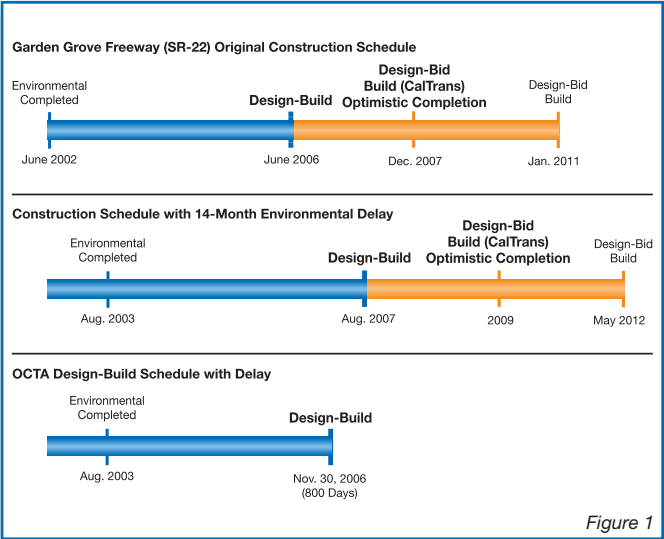 Garden Grove Freeway (SR-22) Original Construction Schedule
Environmental
Completed
Design-Build
Design-Bid
Build (CalTrans)
Optimistic Completion
Design-Bid
Build
June 2002
June 2006
Dec. 2007
Jan. 2011
Construction Schedule with 14-Month Environmental Delay
Environmental
Completed
Design-Build
Design-Bid
Build (CalTrans)
Optimistic Completion
Design-Bid
Build
Aug. 2003
Aug. 2007
2009
May 2012
OCTA Design-Build Schedule with Delay
Environmental
Completed
Design-Build
Aug. 2003
Nov. 30, 2006
(800 Days)
Figure 1